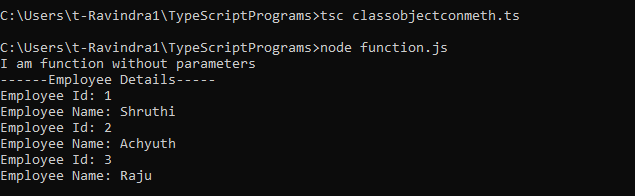 C:\Users\t-Ravindra1\TypeScriptPrograms>tsc classobjectconmeth.ts
C:\Users\t-Ravindra1\TypeScriptPrograms>node function.js
I am function without parameters
------Employee Details-----
Employee Id: 1
Employee Name: Shruthi
Employee Id: 2
Employee Name: Achyuth
Employee Id: 3
Employee Name: Raju